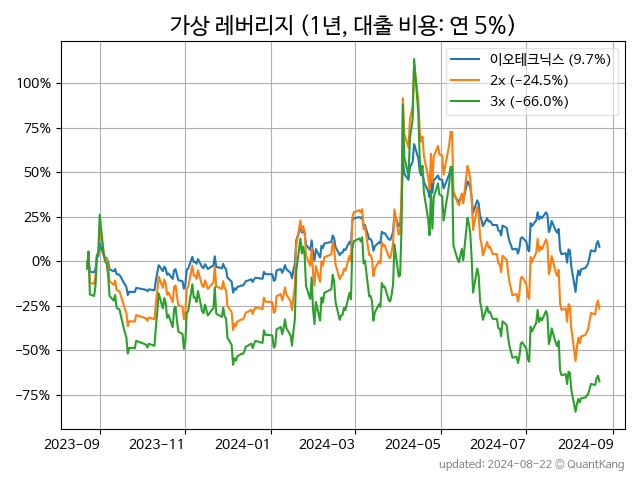 가상 레버리지 (1년, 대출 비용: 연 5%)
이오테크닉스 (9.7%)
2x (−24.5%)
3x (−66.0%)
100%
75%
50%
25%
0%
−25%
−50%
−75%
2023-09 2023-11 2024-01 2024-03 2024-05 2024-07 2024-09
updated: 2024-08-22 © QuantKang